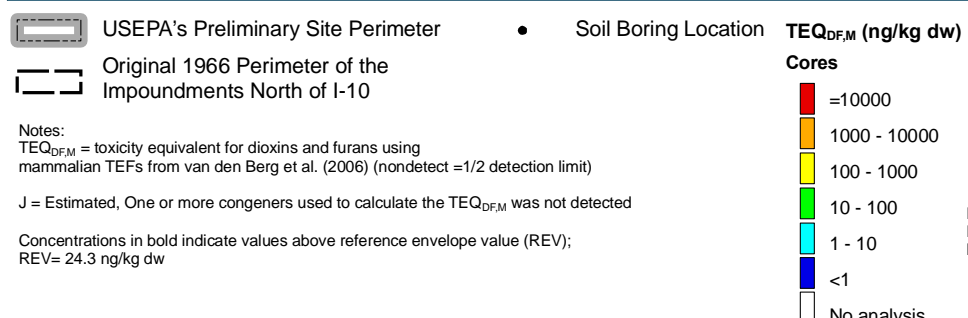 USEPA's Preliminary Site Perimeter
Soil Boring Location
TEQDF,M (ng/kg dw)
Original 1966 Perimeter of the
Impoundments North of I-10
Cores
=10000
1000 - 10000
100 - 1000
10 - 100
1 - 10
<1
No analysis
Notes:
TEQDF,M = toxicity equivalent for dioxins and furans using
mammalian TEFs from van den Berg et al. (2006) (nondetect =1/2 detection limit)
J = Estimated, One or more congeners used to calculate the TEQDF,M was not detected
Concentrations in bold indicate values above reference envelope value (REV);
REV= 24.3 ng/kg dw